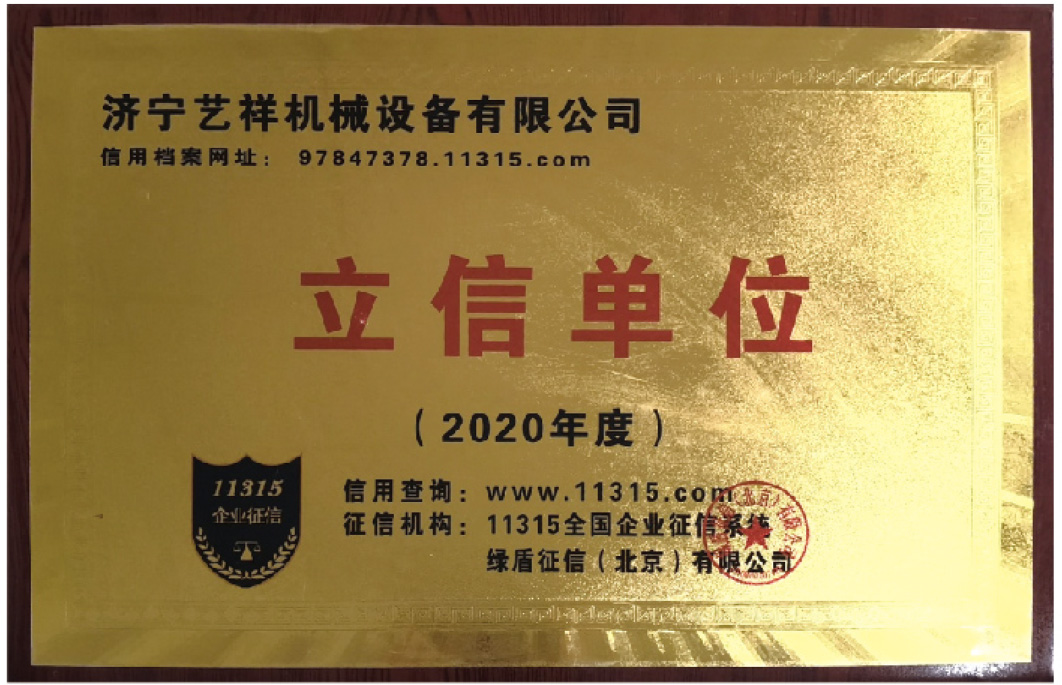 济宁艺祥机械设备有限公司
信用档案网址： 97847378.11315.com
立信单位
（2020年度）
11315
企业征信
信用查询：www.11315.com
征信机构：11315全国企业征信系统
绿盾征信（北京）有限公司